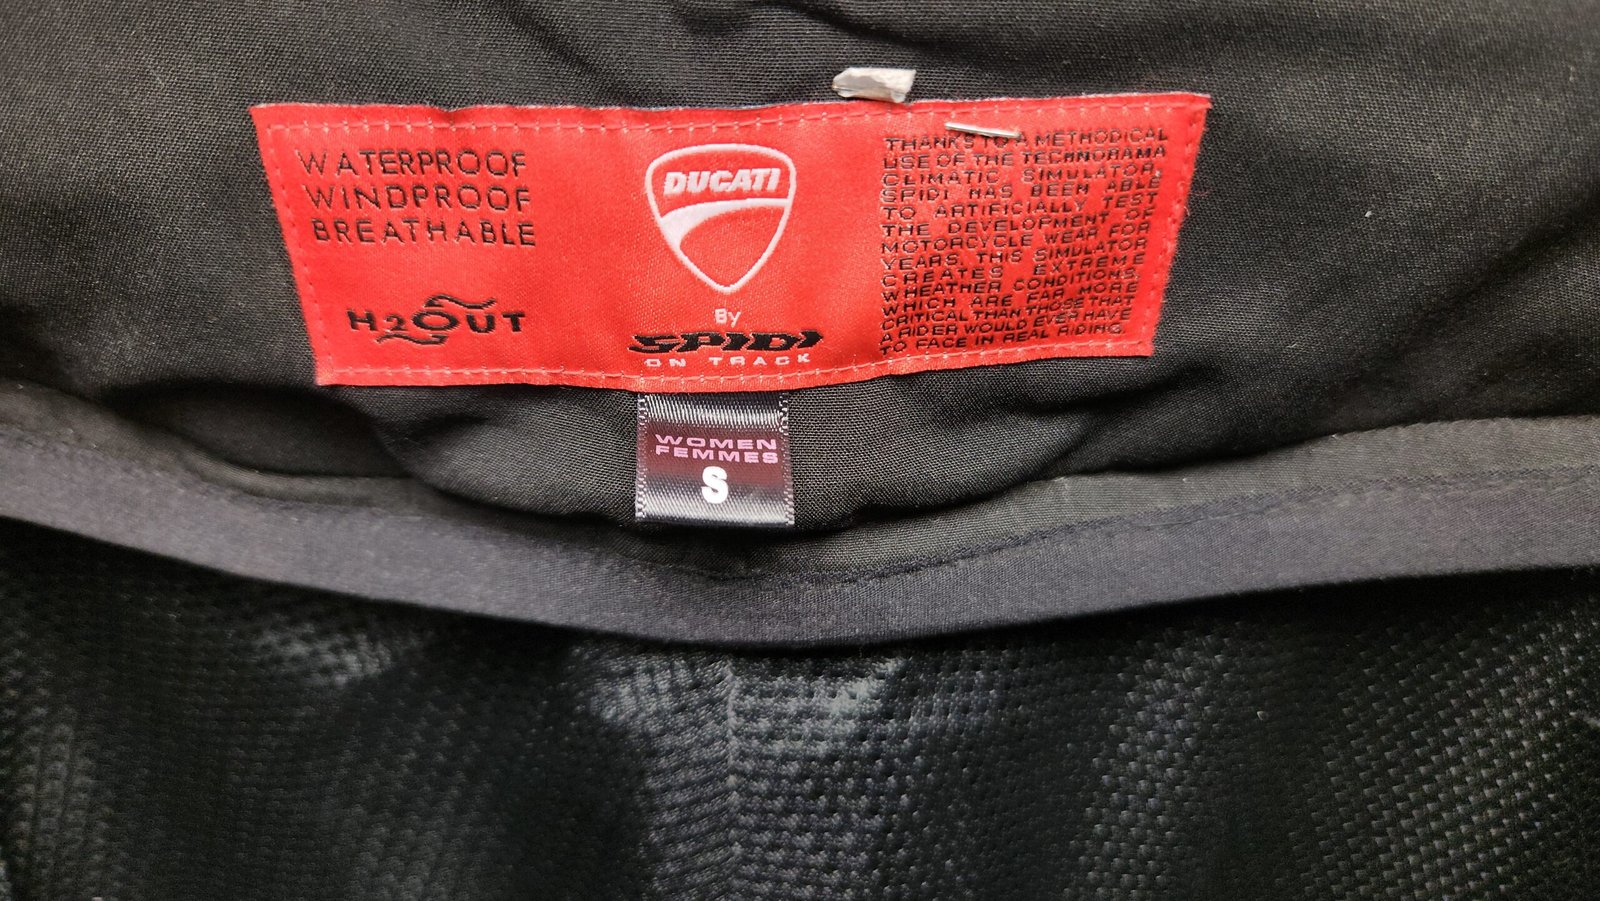 WATERPROOF
WINDPROOF
BREATHABLE
H2OUT
DUCATI
By
SPIDI
ON TRACK
THANKS TO A METHODICAL
USE OF THE TECHNORAMA
CLIMATIC SIMULATOR,
SPIDI HAS BEEN ABLE
TO ARTIFICIALLY TEST
THE DEVELOPMENT OF
MOTORCYCLE WEAR FOR
YEARS. THIS SIMULATOR
CREATES EXTREME
WHEATHER CONDITIONS,
WHICH ARE FAR MORE
CRITICAL THAN THOSE THAT
A RIDER WOULD EVER HAVE
TO FACE IN REAL RIDING.
WOMEN
FEMMES
S